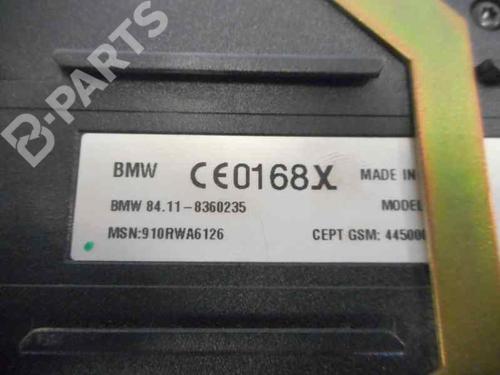 B-PARTS
BMW CE0168X MADE IN
BMW 84.11-8360235 MODEL
MSN:910RWA6126 CEPT GSM: 44500